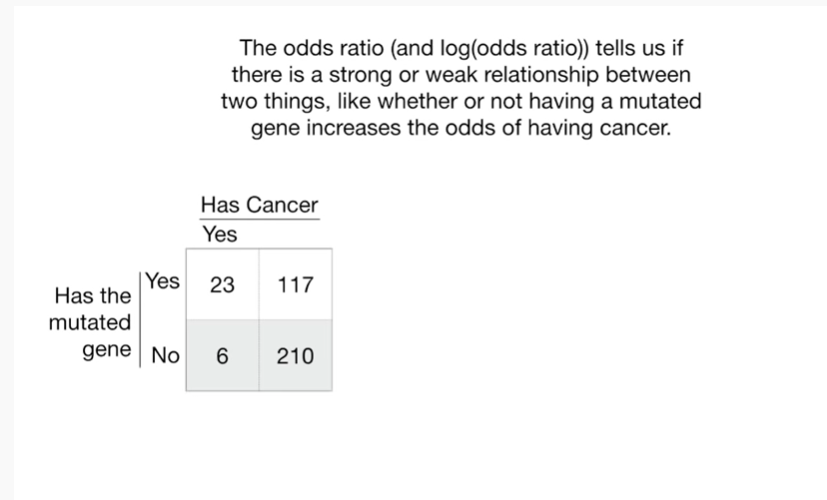 The odds ratio (and log(odds ratio)) tells us if
there is a strong or weak relationship between
two things, like whether or not having a mutated
gene increases the odds of having cancer.
Has Cancer
Yes
Has the
mutated
gene
Yes 23 117
No 6 210